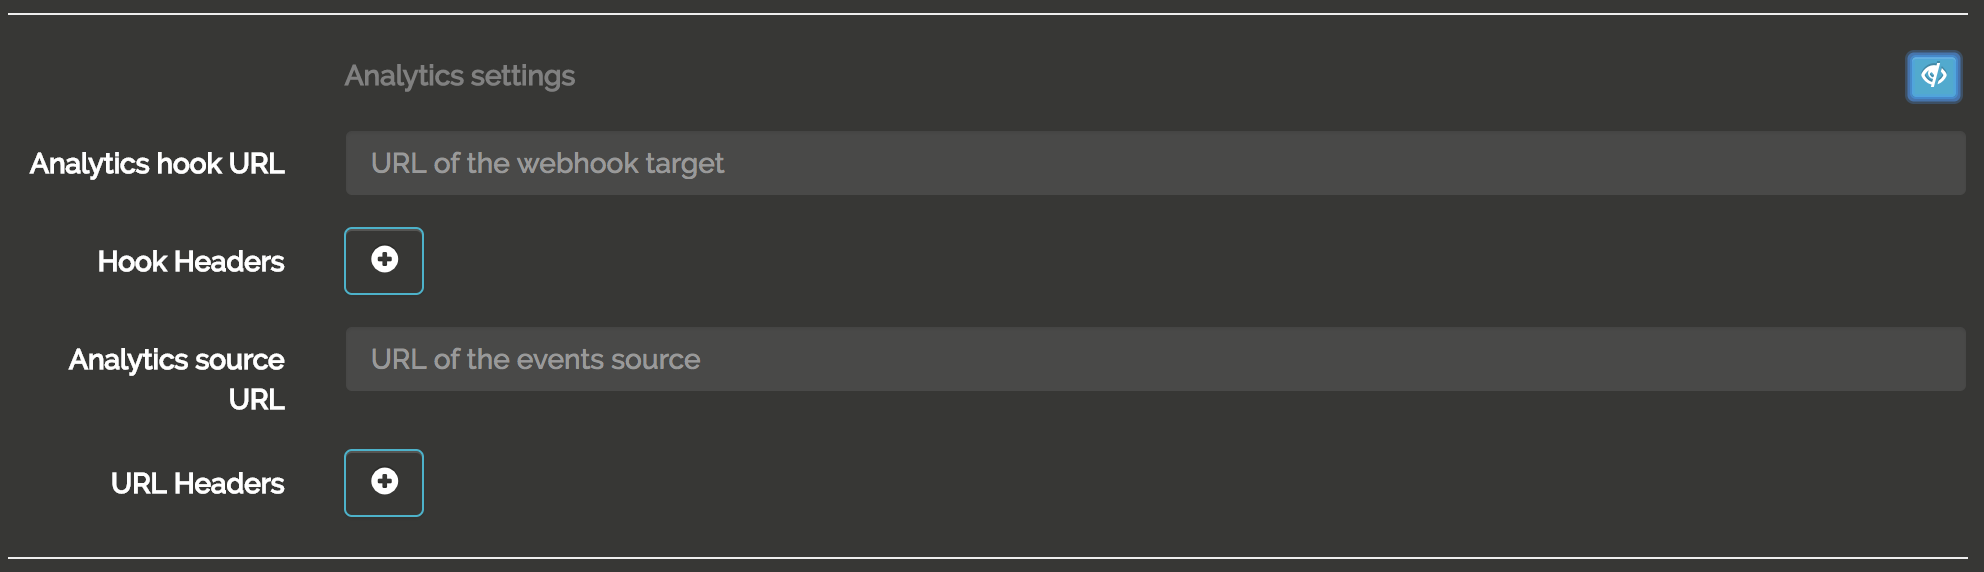 Analytics settings
Analytics hook URL
URL of the webhook target
Hook Headers
Analytics source
URL
URL of the events source
URL Headers